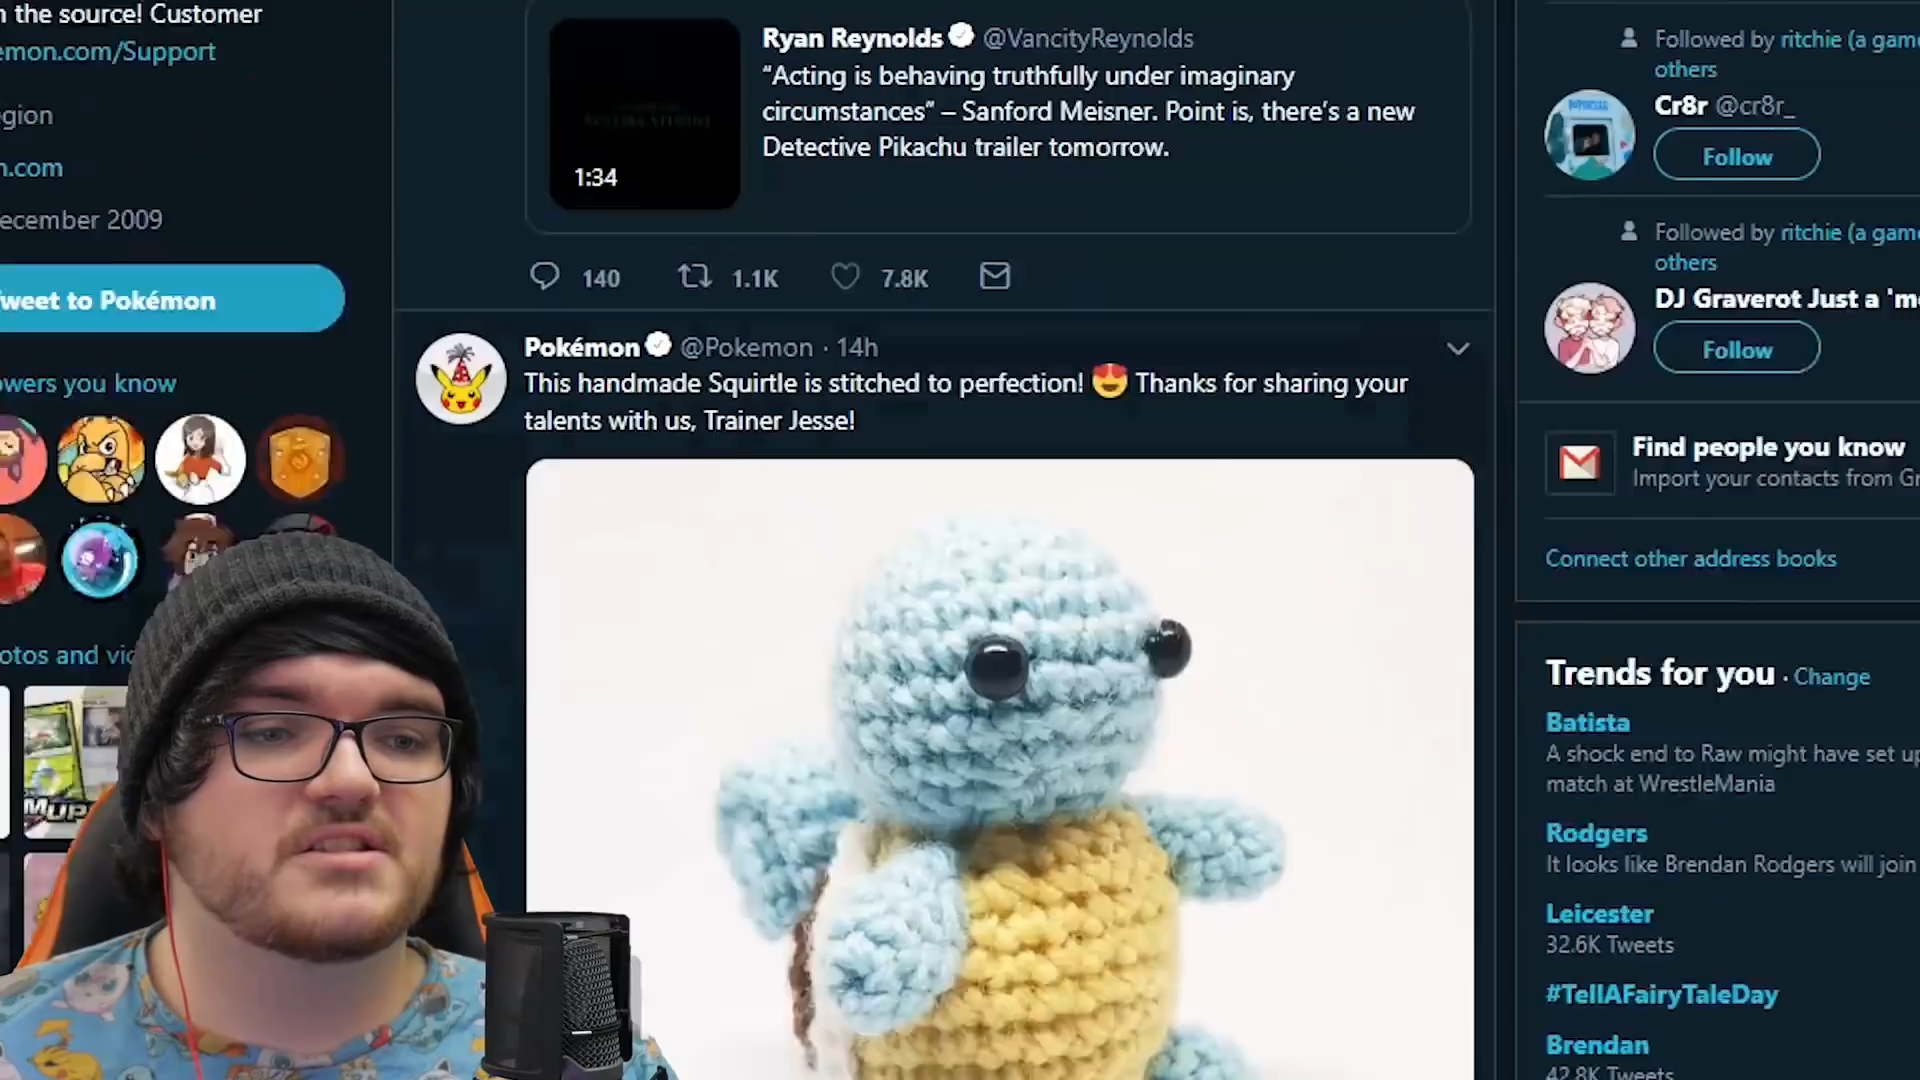 n the source! Customer
emon.com/Support
egion
n.com
ecember 2009
weet to Pokémon
owers you know
otos and vic
MUP
Ryan Reynolds @VancityReynolds
“Acting is behaving truthfully under imaginary
circumstances” – Sanford Meisner. Point is, there’s a new
Detective Pikachu trailer tomorrow.
1:34
140 1.1K 7.8K
Pokémon @Pokemon · 14h
This handmade Squirtle is stitched to perfection! 😍 Thanks for sharing your
talents with us, Trainer Jesse!
Followed by ritchie (a game
others
Cr8r @cr8r_
Follow
Followed by ritchie (a game
others
DJ Graverot Just a 'me
Follow
Find people you know
Import your contacts from Gr
Connect other address books
Trends for you · Change
Batista
A shock end to Raw might have set up
match at WrestleMania
Rodgers
It looks like Brendan Rodgers will join
Leicester
32.6K Tweets
#TellAFairyTaleDay
Brendan
42.8K Tweets